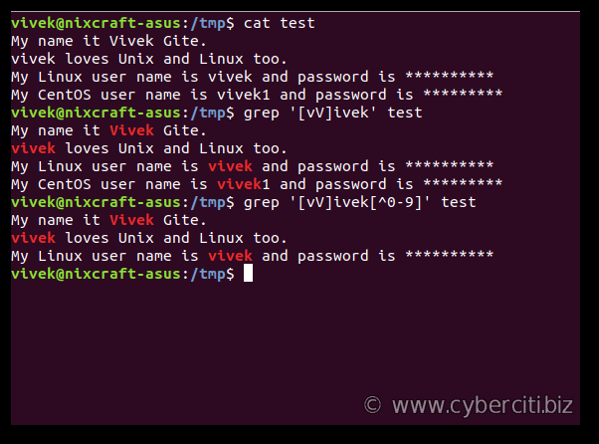 vivek@nixcraft-asus:/tmp$ cat test
My name it Vivek Gite.
vivek loves Unix and Linux too.
My Linux user name is vivek and password is **********
My CentOS user name is vivek1 and password is *********
vivek@nixcraft-asus:/tmp$ grep '[vV]ivek' test
My name it Vivek Gite.
vivek loves Unix and Linux too.
My Linux user name is vivek and password is **********
My CentOS user name is vivek1 and password is *********
vivek@nixcraft-asus:/tmp$ grep '[vV]ivek[^0-9]' test
My name it Vivek Gite.
vivek loves Unix and Linux too.
My Linux user name is vivek and password is **********
vivek@nixcraft-asus:/tmp$
© www.cyberciti.biz